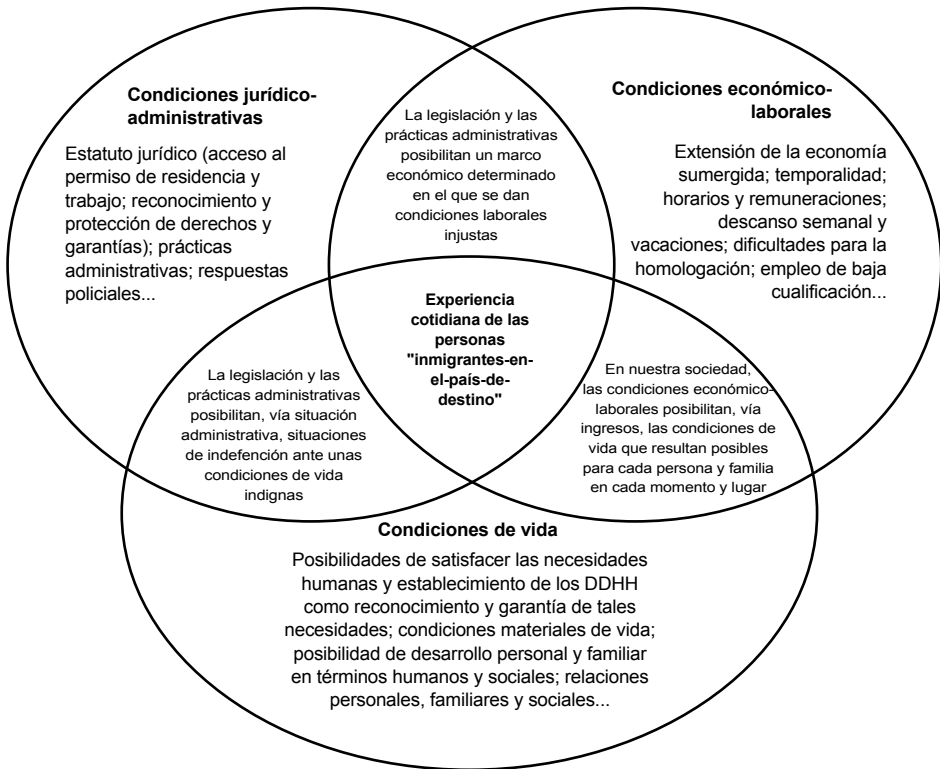 Condiciones jurídico-
administrativas
Estatuto jurídico (acceso al
permiso de residencia y
trabajo; reconocimiento y
protección de derechos y
garantías); prácticas
administrativas; respuestas
policiales...
La legislación y las
prácticas administrativas
posibilitan un marco
económico determinado
en el que se dan
condiciones laborales
injustas
Condiciones económico-
laborales
Extensión de la economía
sumergida; temporalidad;
horarios y remuneraciones;
descanso semanal y
vacaciones; dificultades para la
homologación; empleo de baja
cualificación...
Experiencia
cotidiana de las
personas
"inmigrantes-en-
el-país-de-
destino"
La legislación y las
prácticas administrativas
posibilitan, vía situación
administrativa, situaciones
de indefención ante unas
condiciones de vida
indignas
En nuestra sociedad,
las condiciones económico-
laborales posibilitan, vía
ingresos, las condiciones de
vida que resultan posibles
para cada persona y familia
en cada momento y lugar
Condiciones de vida
Posibilidades de satisfacer las necesidades
humanas y establecimiento de los DDHH
como reconocimiento y garantía de tales
necesidades; condiciones materiales de vida;
posibilidad de desarrollo personal y familiar
en términos humanos y sociales; relaciones
personales, familiares y sociales...